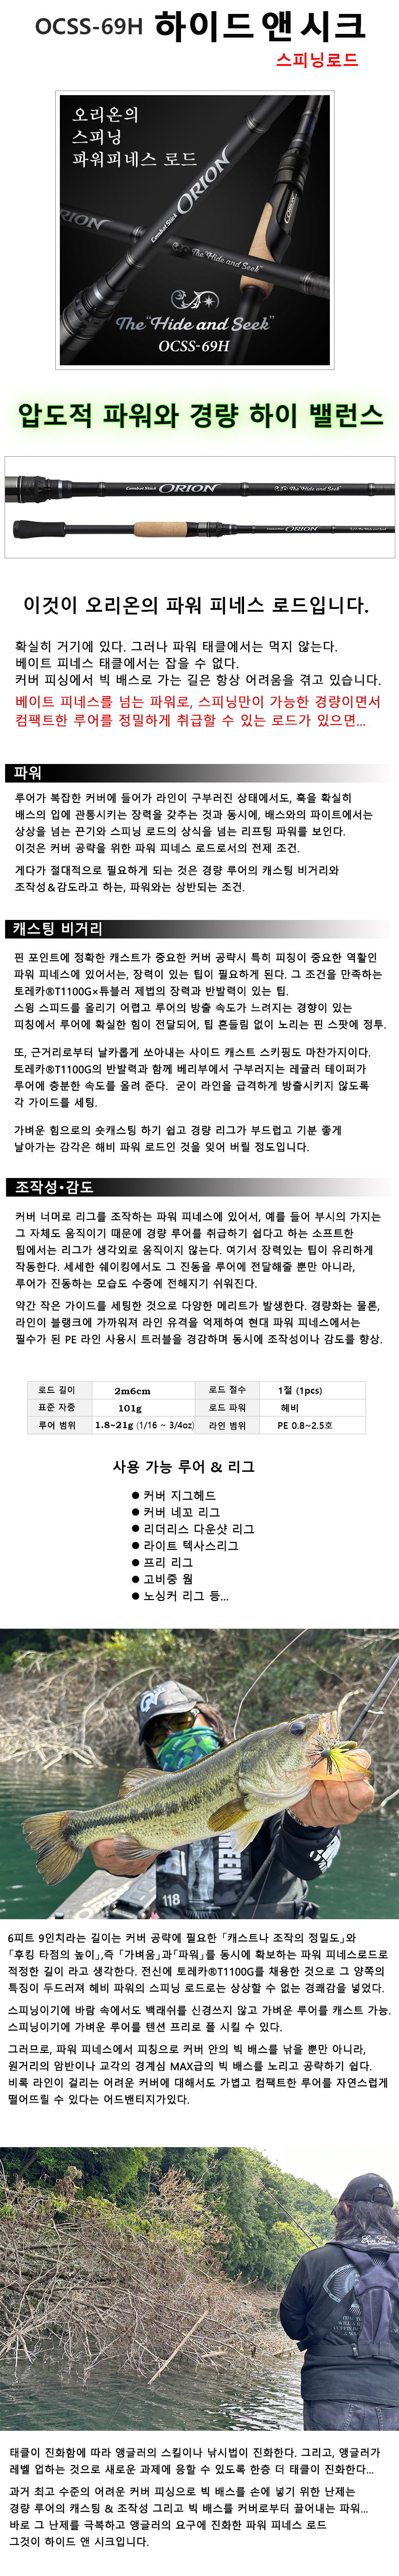 OCSS-69H 하이드 앤 시크
스피닝로드
오리온의
스피닝
파워피네스 로드
Combat Stick ORION
ORION
The "Hide and Seek"
The "Hide and Seek"
OCSS-69H
압도적 파워와 경량 하이 밸런스
Combat Stick ORION The "Hide and Seek"
ORION The "Hide and Seek"
이것이 오리온의 파워 피네스 로드입니다.
확실히 거기에 있다. 그러나 파워 태클에서는 먹지 않는다.
베이트 피네스 태클에서는 잡을 수 없다.
커버 피싱에서 빅 배스로 가는 길은 항상 어려움을 겪고 있습니다.
베이트 피네스를 넘는 파워로, 스피닝만이 가능한 경량이면서
컴팩트한 루어를 정밀하게 취급할 수 있는 로드가 있으면...
파워
루어가 복잡한 커버에 들어가 라인이 구부러진 상태에서도, 훅을 확실히
배스의 입에 관통시키는 장력을 갖추는 것과 동시에, 배스와의 파이트에서는
상상을 넘는 끈기와 스피닝 로드의 상식을 넘는 리프팅 파워를 보인다.
이것은 커버 공략을 위한 파워 피네스 로드로서의 전제 조건.
게다가 절대적으로 필요하게 되는 것은 경량 루어의 캐스팅 비거리와
조작성&감도라고 하는, 파워와는 상반되는 조건.
캐스팅 비거리
핀 포인트에 정확한 캐스트가 중요한 커버 공략시 특히 피칭이 중요한 역활인
파워 피네스에 있어서는, 장력이 있는 팁이 필요하게 된다. 그 조건을 만족하는
토레카®T1100G×튜블러 제법의 장력과 반발력이 있는 팁.
스윙 스피드를 올리기 어렵고 루어의 방출 속도가 느려지는 경향이 있는
피칭에서 루어에 확실한 힘이 전달되어, 팁 흔들림 없이 노리는 핀 스팟에 정투.
또, 근거리로부터 날카롭게 쏘아내는 사이드 캐스트 스키핑도 마찬가지이다.
토레카®T1100G의 반발력과 함께 베리부에서 구부러지는 레귤러 테이퍼가
루어에 충분한 속도를 올려 준다. 굳이 라인을 급격하게 방출시키지 않도록
각 가이드를 세팅.
가벼운 힘으로의 숏캐스팅 하기 쉽고 경량 리그가 부드럽고 기분 좋게
날아가는 감각은 해비 파워 로드인 것을 잊어 버릴 정도입니다.
조작성•감도
커버 너머로 리그를 조작하는 파워 피네스에 있어서, 예를 들어 부시의 가지는
그 자체도 움직이기 때문에 경량 루어를 취급하기 쉽다고 하는 소프트한
팁에서는 리그가 생각외로 움직이지 않는다. 여기서 장력있는 팁이 유리하게
작동한다. 세세한 쉐이킹에서도 그 진동을 루어에 전달해줄 뿐만 아니라,
루어가 진동하는 모습도 수중에 전해지기 쉬워진다.
약간 작은 가이드를 세팅한 것으로 다양한 메리트가 발생한다. 경량화는 물론,
라인이 블랭크에 가까워져 라인 유격을 억제하여 현대 파워 피네스에서는
필수가 된 PE 라인 사용시 트러블을 경감하며 동시에 조작성이나 감도를 향상.
로드 길이 2m6cm 로드 절수 1절 (1pcs)
표준 자중 101g 로드 파워 헤비
루어 범위 1.8~21g (1/16 ~ 3/4oz) 라인 범위 PE 0.8~2.5호
사용 가능 루어 & 리그
● 커버 지그헤드
● 커버 네꼬 리그
● 리더리스 다운샷 리그
● 라이트 텍사스리그
● 프리 리그
● 고비중 웜
● 노싱커 리그 등...
118
6피트 9인치라는 길이는 커버 공략에 필요한 「캐스트나 조작의 정밀도」와
「후킹 타점의 높이」,즉 「가벼움」과「파워」를 동시에 확보하는 파워 피네스로드로
적정한 길이 라고 생각한다. 전신에 토레카®T1100G를 채용한 것으로 그 양쪽의
특징이 두드러져 헤비 파워의 스피닝 로드로는 상상할 수 없는 경쾌감을 넣었다.
스피닝이기에 바람 속에서도 백래쉬를 신경쓰지 않고 가벼운 루어를 캐스트 가능.
스피닝이기에 가벼운 루어를 텐션 프리로 폴 시킬 수 있다.
그러므로, 파워 피네스에서 피칭으로 커버 안의 빅 배스를 낚을 뿐만 아니라,
원거리의 암반이나 교각의 경계심 MAX급의 빅 배스를 노리고 공략하기 쉽다.
비록 라인이 걸리는 어려운 커버에 대해서도 가볍고 컴팩트한 루어를 자연스럽게
떨어뜨릴 수 있다는 어드밴티지가있다.
태클이 진화함에 따라 앵글러의 스킬이나 낚시법이 진화한다. 그리고, 앵글러가
레벨 업하는 것으로 새로운 과제에 응할 수 있도록 한층 더 태클이 진화한다...
과거 최고 수준의 어려운 커버 피싱으로 빅 배스를 손에 넣기 위한 난제는
경량 루어의 캐스팅 & 조작성 그리고 빅 배스를 커버로부터 끌어내는 파워...
바로 그 난제를 극복하고 앵글러의 요구에 진화한 파워 피네스 로드
그것이 하이드 앤 시크입니다.